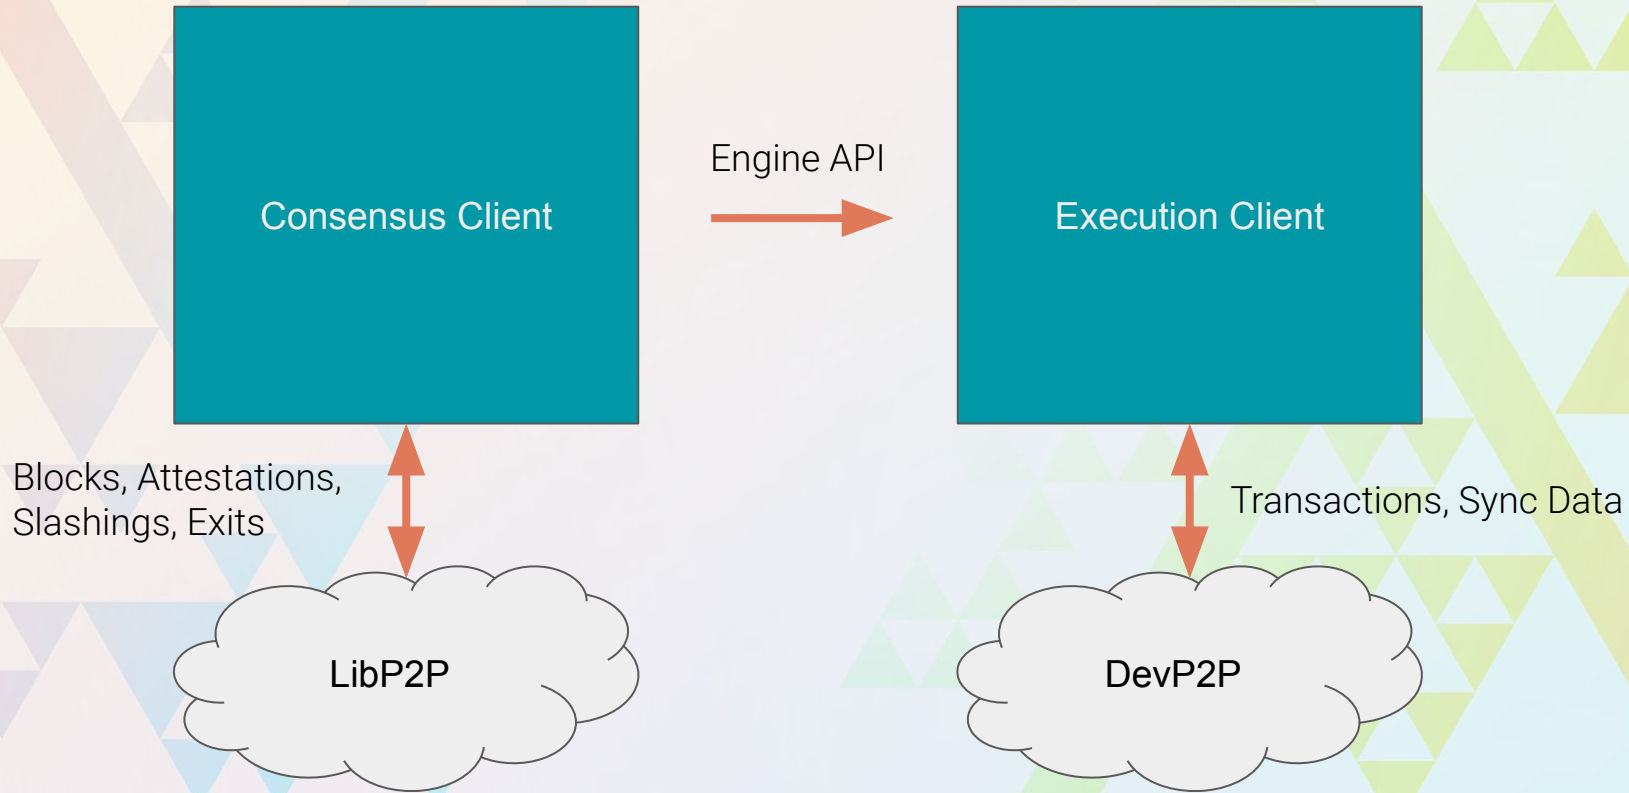 Consensus Client
Engine API
Execution Client
Blocks, Attestations,
Slashings, Exits
Transactions, Sync Data
LibP2P
DevP2P